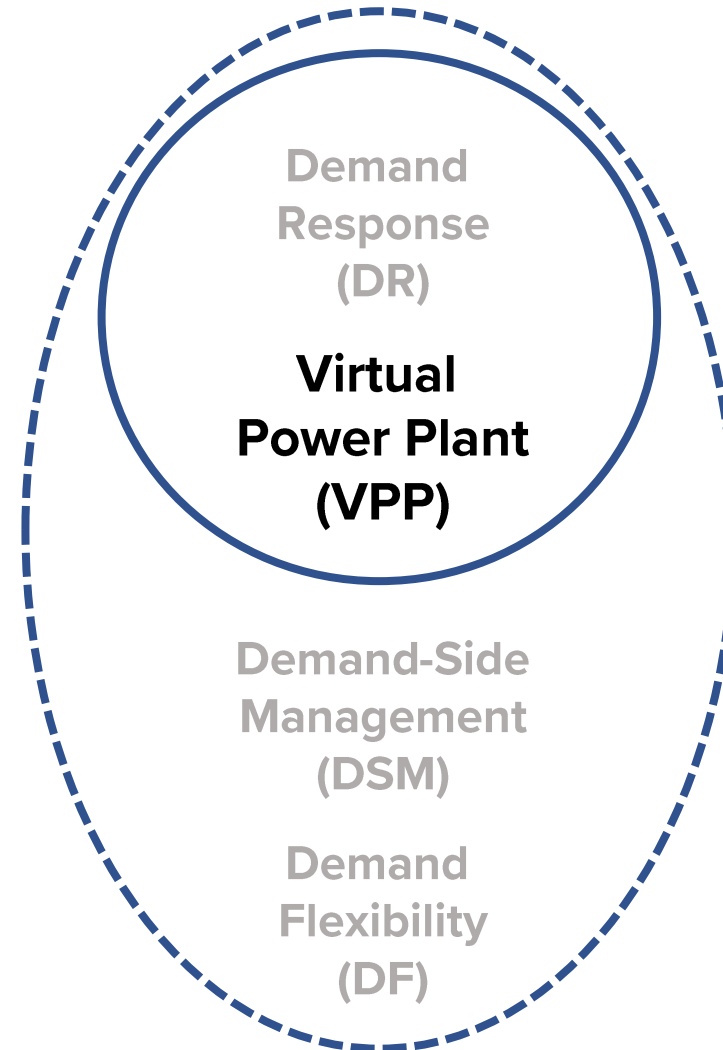 Demand
Response
(DR)
Virtual
Power Plant
(VPP)
Demand-Side
Management
(DSM)
Demand
Flexibility
(DF)